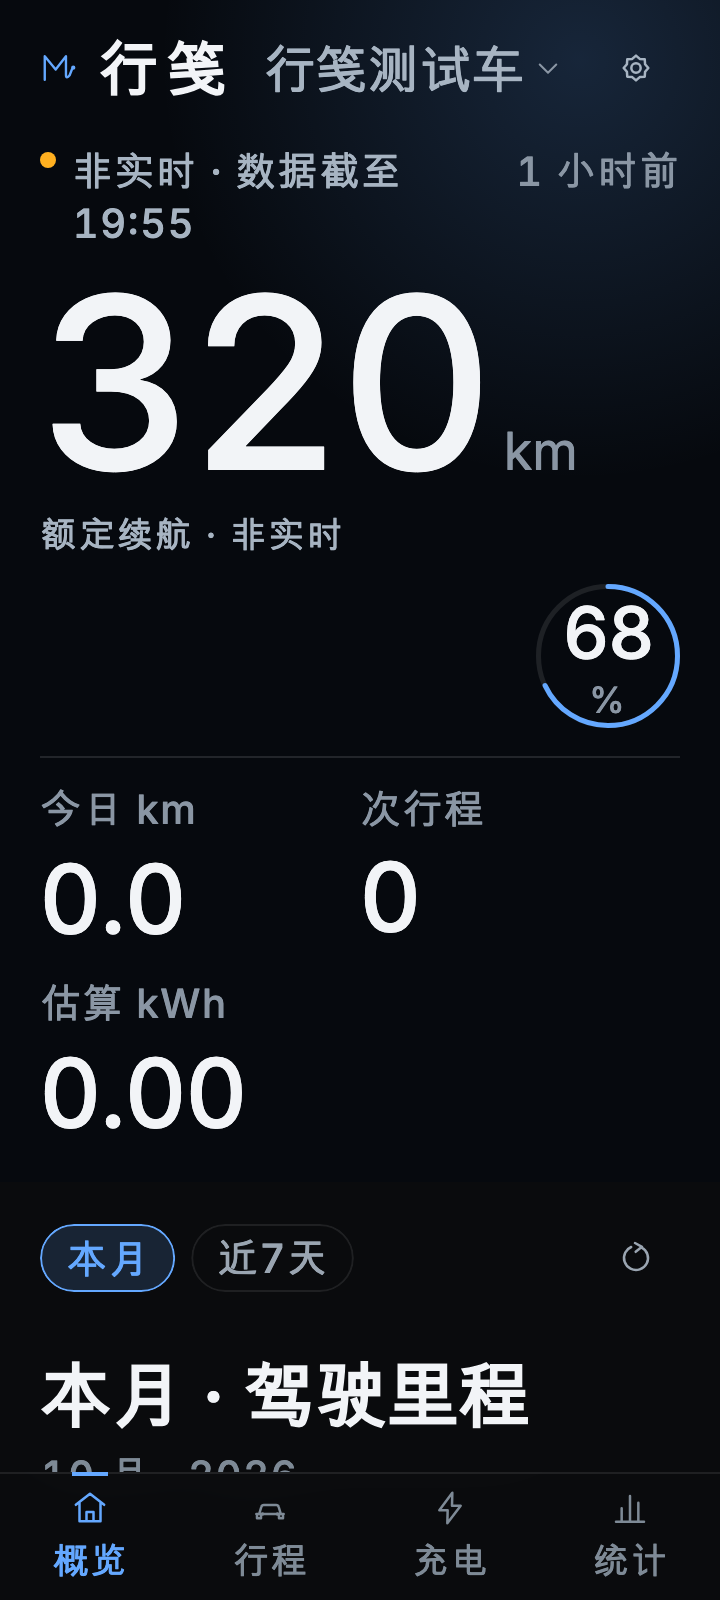 行笺 行笺测试车
非实时 · 数据截至 1 小时前
19:55
320 km
额定续航 · 非实时
68
%
今日 km 次行程
0.0 0
估算 kWh
0.00
本月 近7天
本月 · 驾驶里程
概览 行程 充电 统计